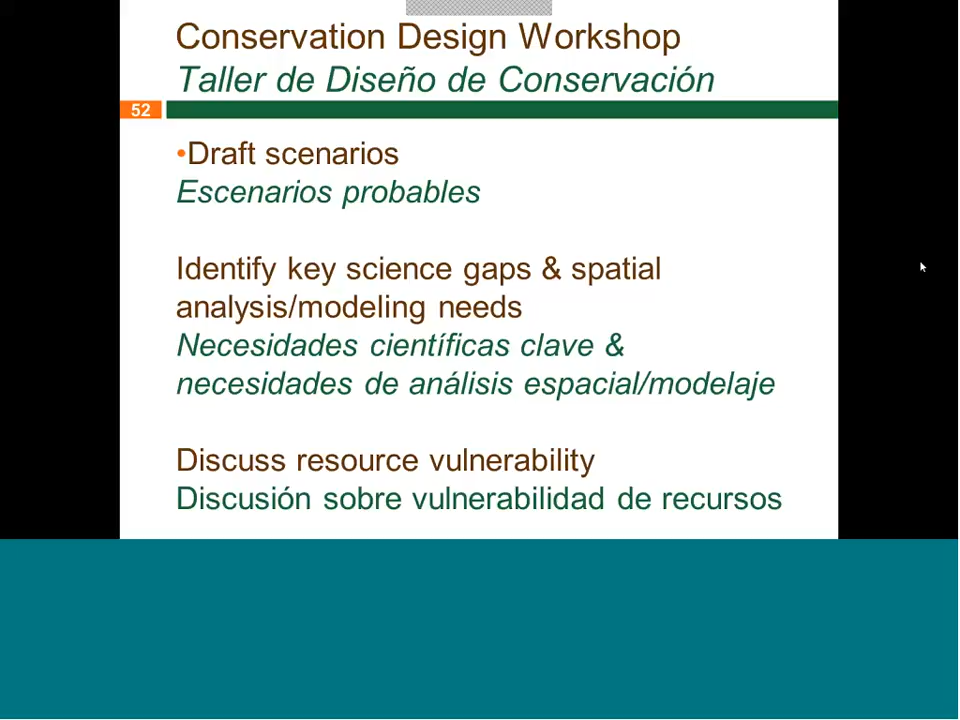 Conservation Design Workshop
Taller de Diseño de Conservación
52
•Draft scenarios
Escenarios probables
Identify key science gaps & spatial
analysis/modeling needs
Necesidades científicas clave &
necesidades de análisis espacial/modelaje
Discuss resource vulnerability
Discusión sobre vulnerabilidad de recursos